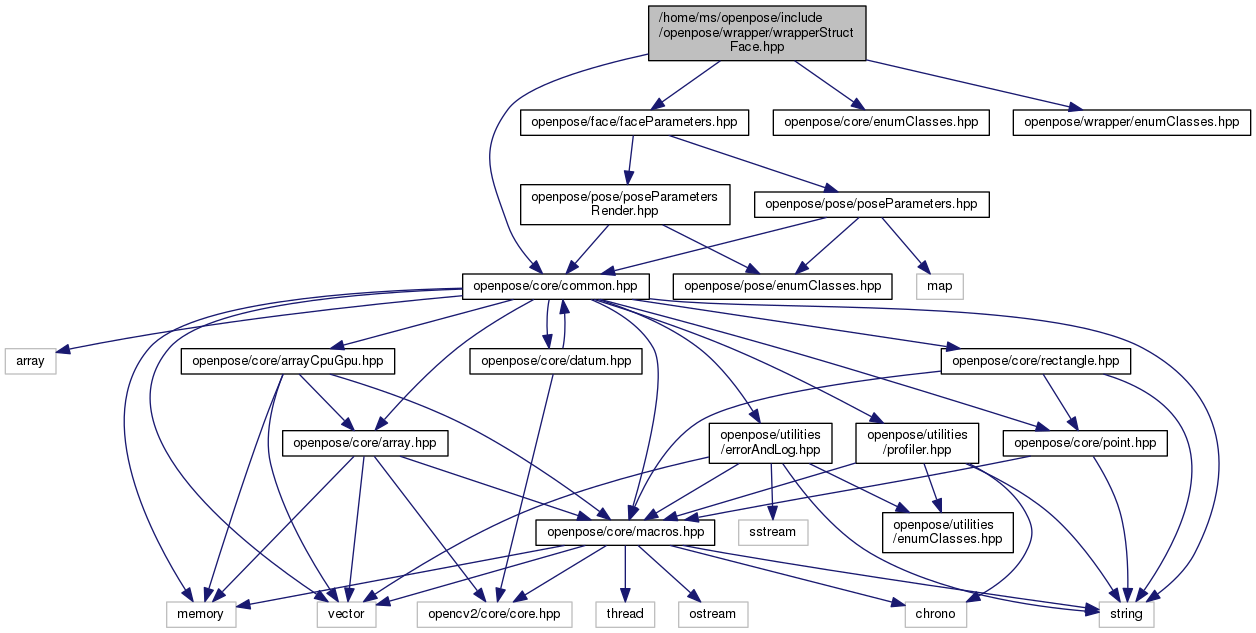 /home/ms/openpose/include
/openpose/wrapper/wrapperStruct
Face.hpp
openpose/face/faceParameters.hpp
openpose/core/enumClasses.hpp
openpose/wrapper/enumClasses.hpp
openpose/pose/poseParameters
Render.hpp
openpose/pose/poseParameters.hpp
openpose/core/common.hpp
openpose/pose/enumClasses.hpp
map
array
openpose/core/arrayCpuGpu.hpp
openpose/core/datum.hpp
openpose/core/rectangle.hpp
openpose/core/array.hpp
openpose/utilities
/errorAndLog.hpp
openpose/utilities
/profiler.hpp
openpose/core/point.hpp
openpose/core/macros.hpp
sstream
openpose/utilities
/enumClasses.hpp
memory
vector
opencv2/core/core.hpp
thread
ostream
chrono
string